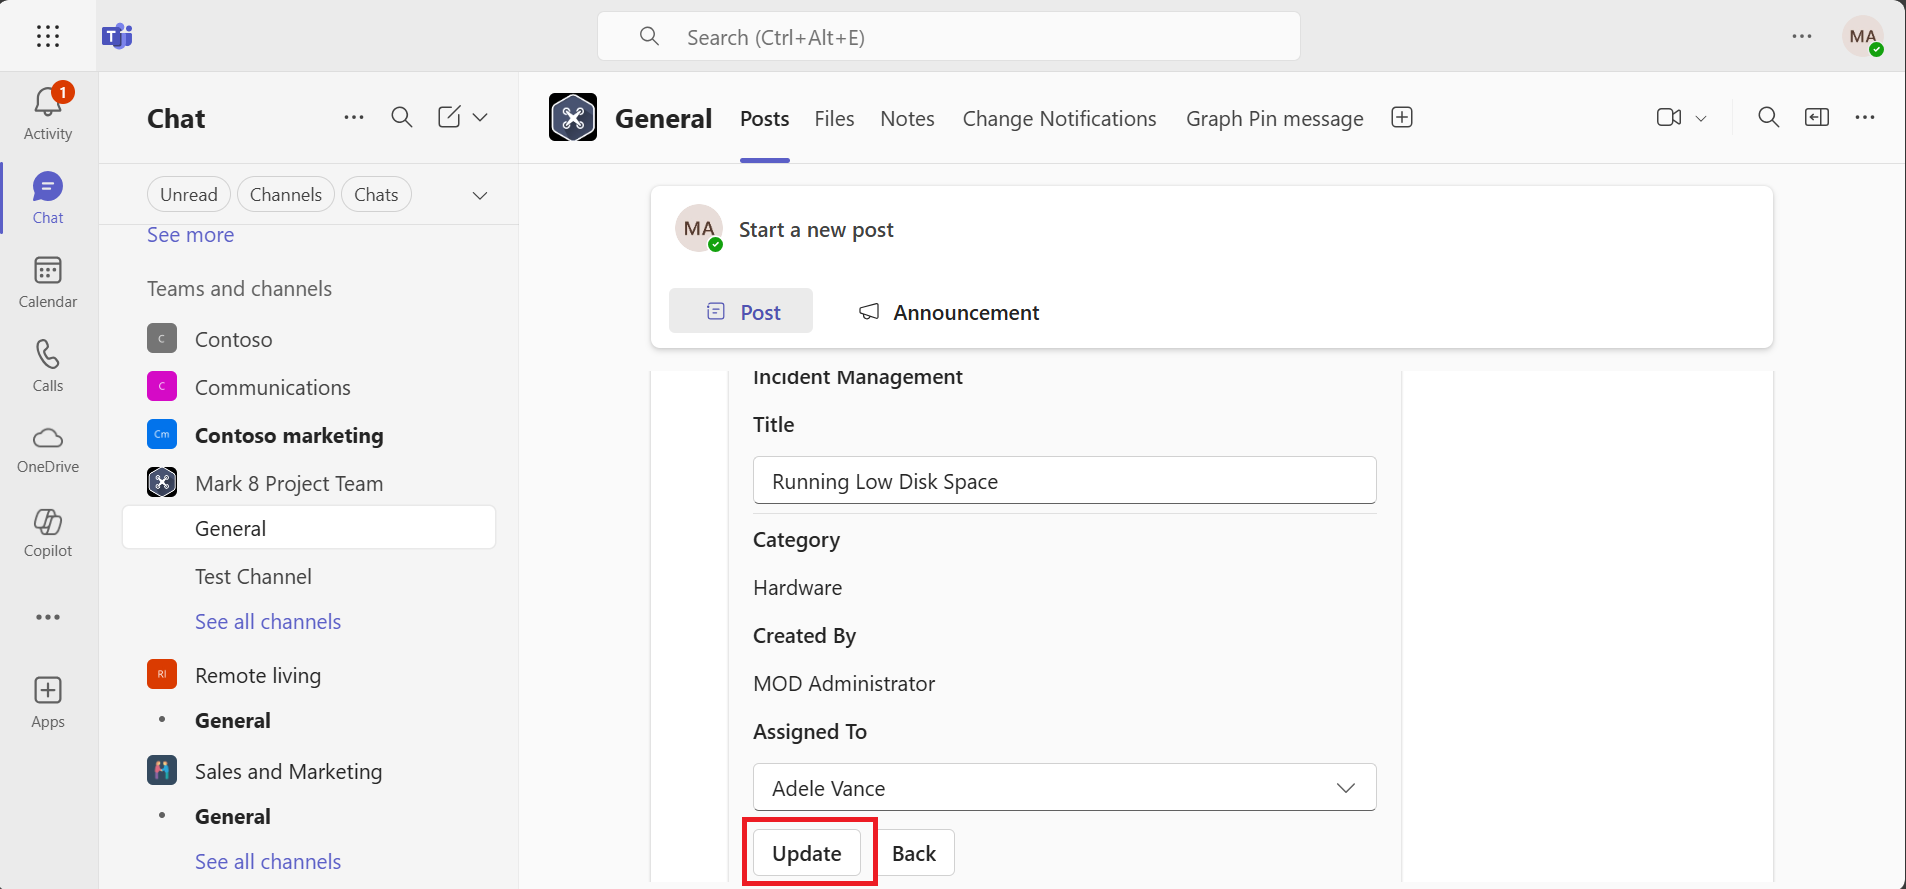 Search (Ctrl+Alt+E)
MA
1
Activity
Chat
Calendar
Calls
OneDrive
Copilot
Apps
Chat
Unread
Channels
Chats
See more
Teams and channels
C
Contoso
C
Communications
Cm
Contoso marketing
Mark 8 Project Team
General
Test Channel
See all channels
RI
Remote living
General
Sales and Marketing
General
See all channels
General
Posts
Files
Notes
Change Notifications
Graph Pin message
MA
Start a new post
Post
Announcement
Incident Management
Title
Running Low Disk Space
Category
Hardware
Created By
MOD Administrator
Assigned To
Adele Vance
Update
Back